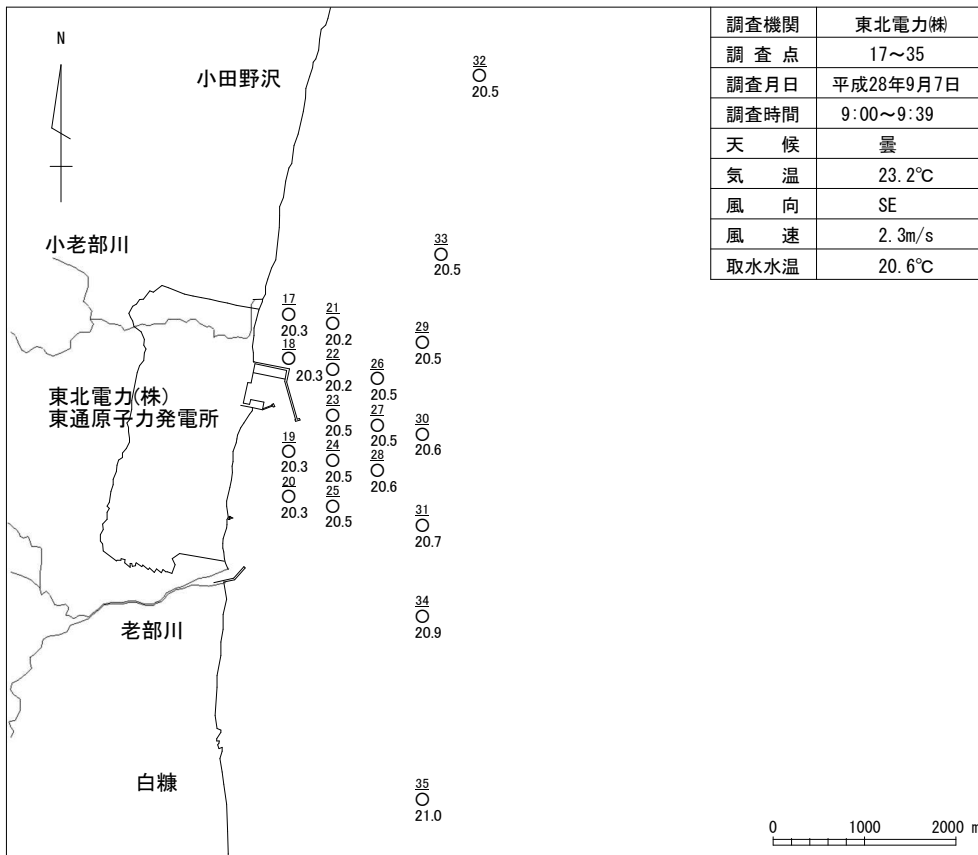 調査機関 東北電力㈱
調 査 点 17～35
調査月日 平成28年9月7日
調査時間 9:00～9:39
天 候 曇
気 温 23.2℃
風 向 SE
風 速 2.3m/s
取水水温 20.6℃
N
小田野沢
32
20.5
小老部川
33
20.5
17
20.3
21
20.2
29
20.5
18
20.3
22
20.2
26
20.5
東北電力(株)
東通原子力発電所
23
20.5
27
20.5
30
20.6
19
20.3
24
20.5
28
20.6
20
20.3
25
20.5
31
20.7
34
20.9
老部川
白糠
35
21.0
0 1000 2000 m